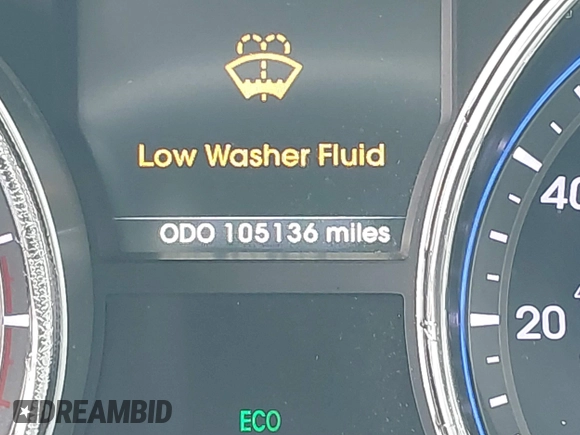 Low Washer Fluid
ODO 105136 miles
40
20
ECO
DREAMBID